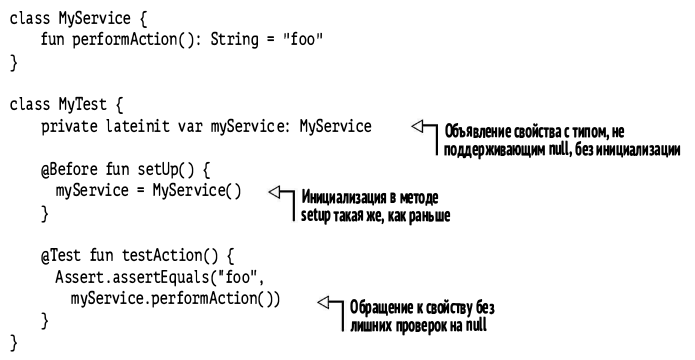 class MyService {
    fun performAction(): String = "foo"
}
class MyTest {
    private lateinit var myService: MyService
Объявление свойства с типом, не
поддерживающим null, без инициализации
    @Before fun setUp() {
      myService = MyService()
Инициализация в методе
setup такая же, как раньше
    }
    @Test fun testAction() {
      Assert.assertEquals("foo",
        myService.performAction())
Обращение к свойству без
лишних проверок на null
    }
}